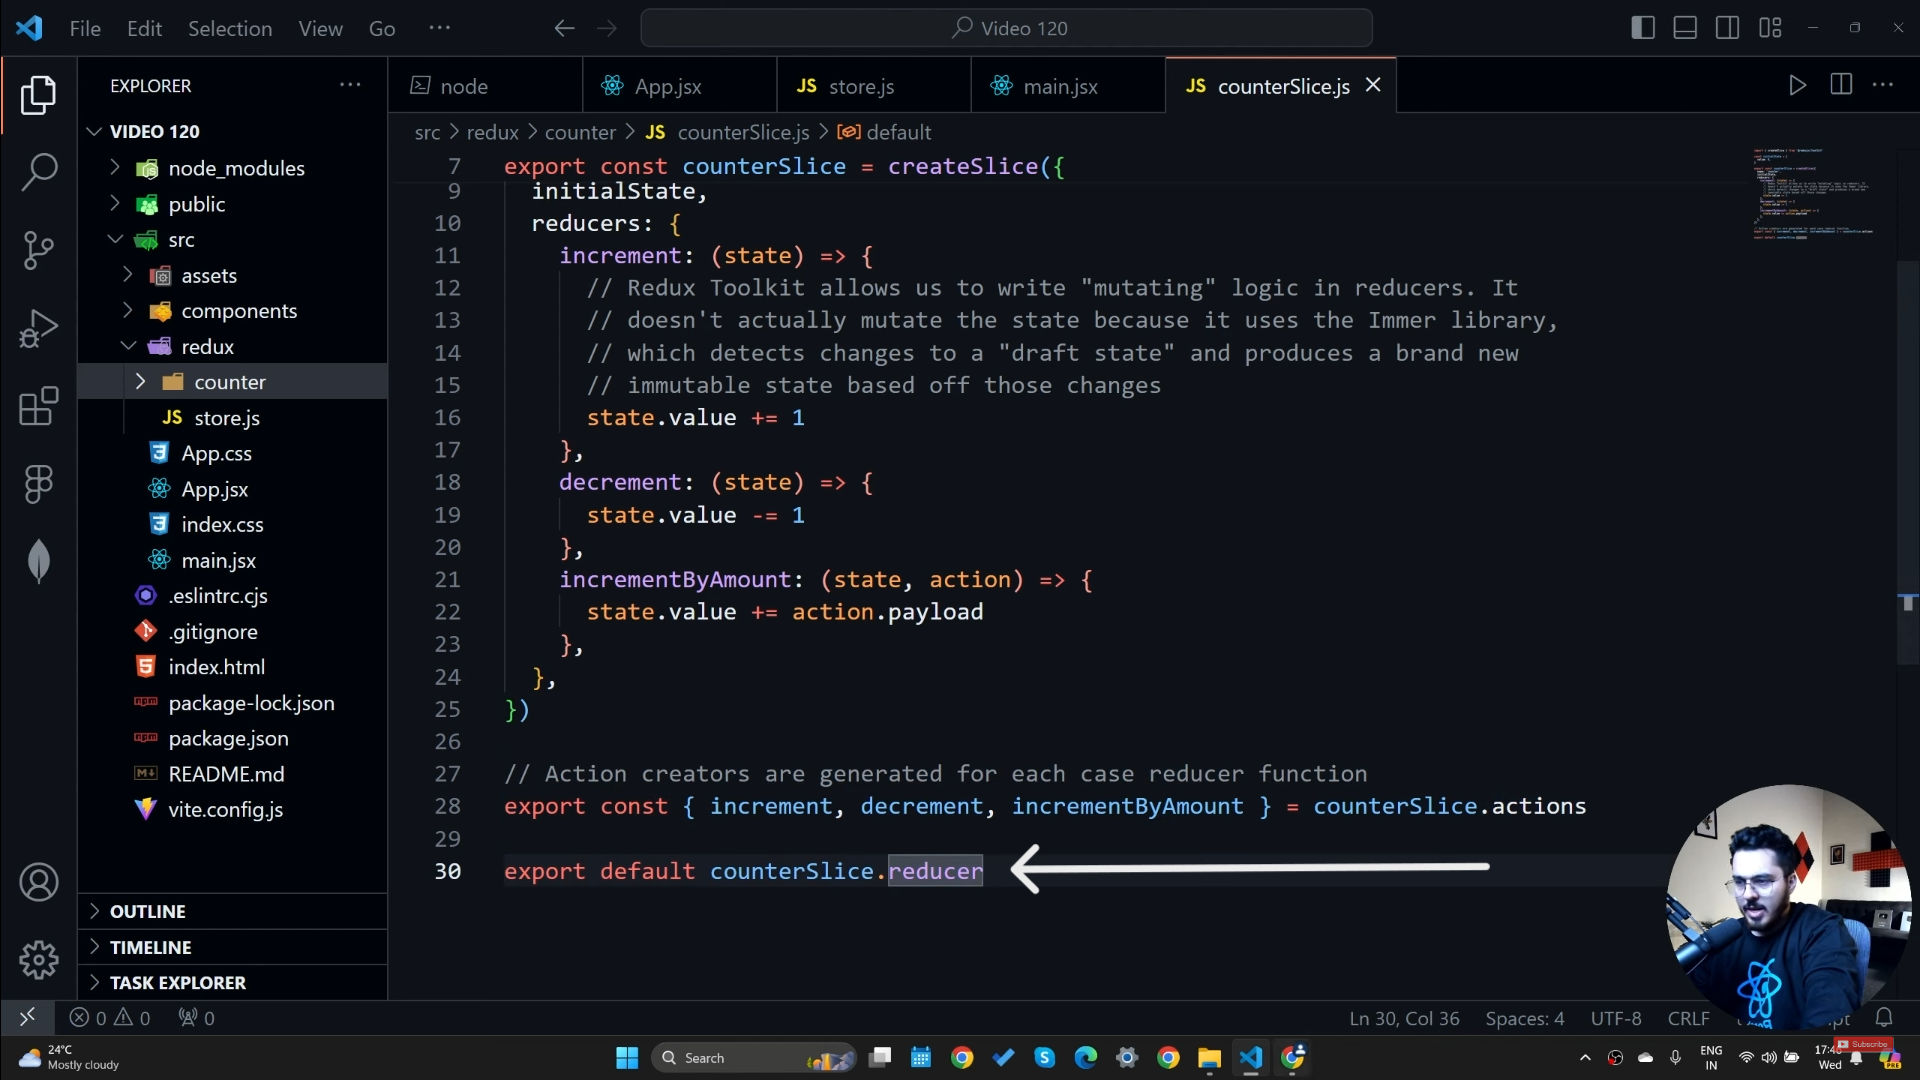 File Edit Selection View Go ...
Video 120
EXPLORER
node
App.jsx
JS store.js
main.jsx
JS counterSlice.js
VIDEO 120
src > redux > counter > JS counterSlice.js > default
node_modules
public
src
assets
components
redux
counter
JS store.js
App.css
App.jsx
index.css
main.jsx
.eslintrc.cjs
.gitignore
index.html
package-lock.json
package.json
README.md
vite.config.js
OUTLINE
TIMELINE
TASK EXPLORER
7 export const counterSlice = createSlice({
9 initialState,
10 reducers: {
11 increment: (state) => {
12 // Redux Toolkit allows us to write "mutating" logic in reducers. It
13 // doesn't actually mutate the state because it uses the Immer library,
14 // which detects changes to a "draft state" and produces a brand new
15 // immutable state based off those changes
16 state.value += 1
17 },
18 decrement: (state) => {
19 state.value -= 1
20 },
21 incrementByAmount: (state, action) => {
22 state.value += action.payload
23 },
24 },
25 })
26
27 // Action creators are generated for each case reducer function
28 export const { increment, decrement, incrementByAmount } = counterSlice.actions
29
30 export default counterSlice.reducer
0 0 0
Ln 30, Col 36 Spaces: 4 UTF-8 CRLF
24°C
Mostly cloudy
Search
ENG
IN
Wed
Subscribe
PRE